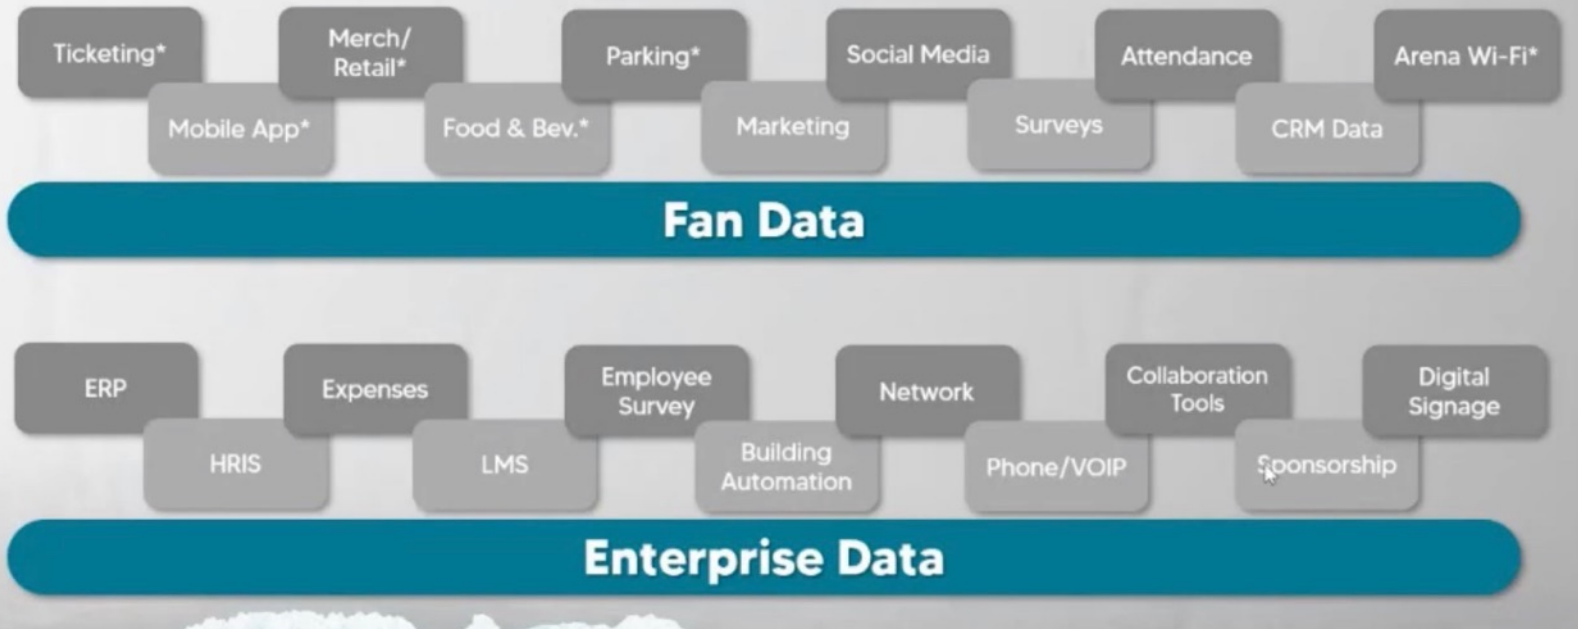 Ticketing*
Merch/
Retail*
Parking*
Social Media
Attendance
Arena Wi-Fi*
Mobile App*
Food & Bev.*
Marketing
Surveys
CRM Data
Fan Data
ERP
Expenses
Employee
Survey
Network
Collaboration
Tools
Digital
Signage
HRIS
LMS
Building
Automation
Phone/VOIP
Sponsorship
Enterprise Data